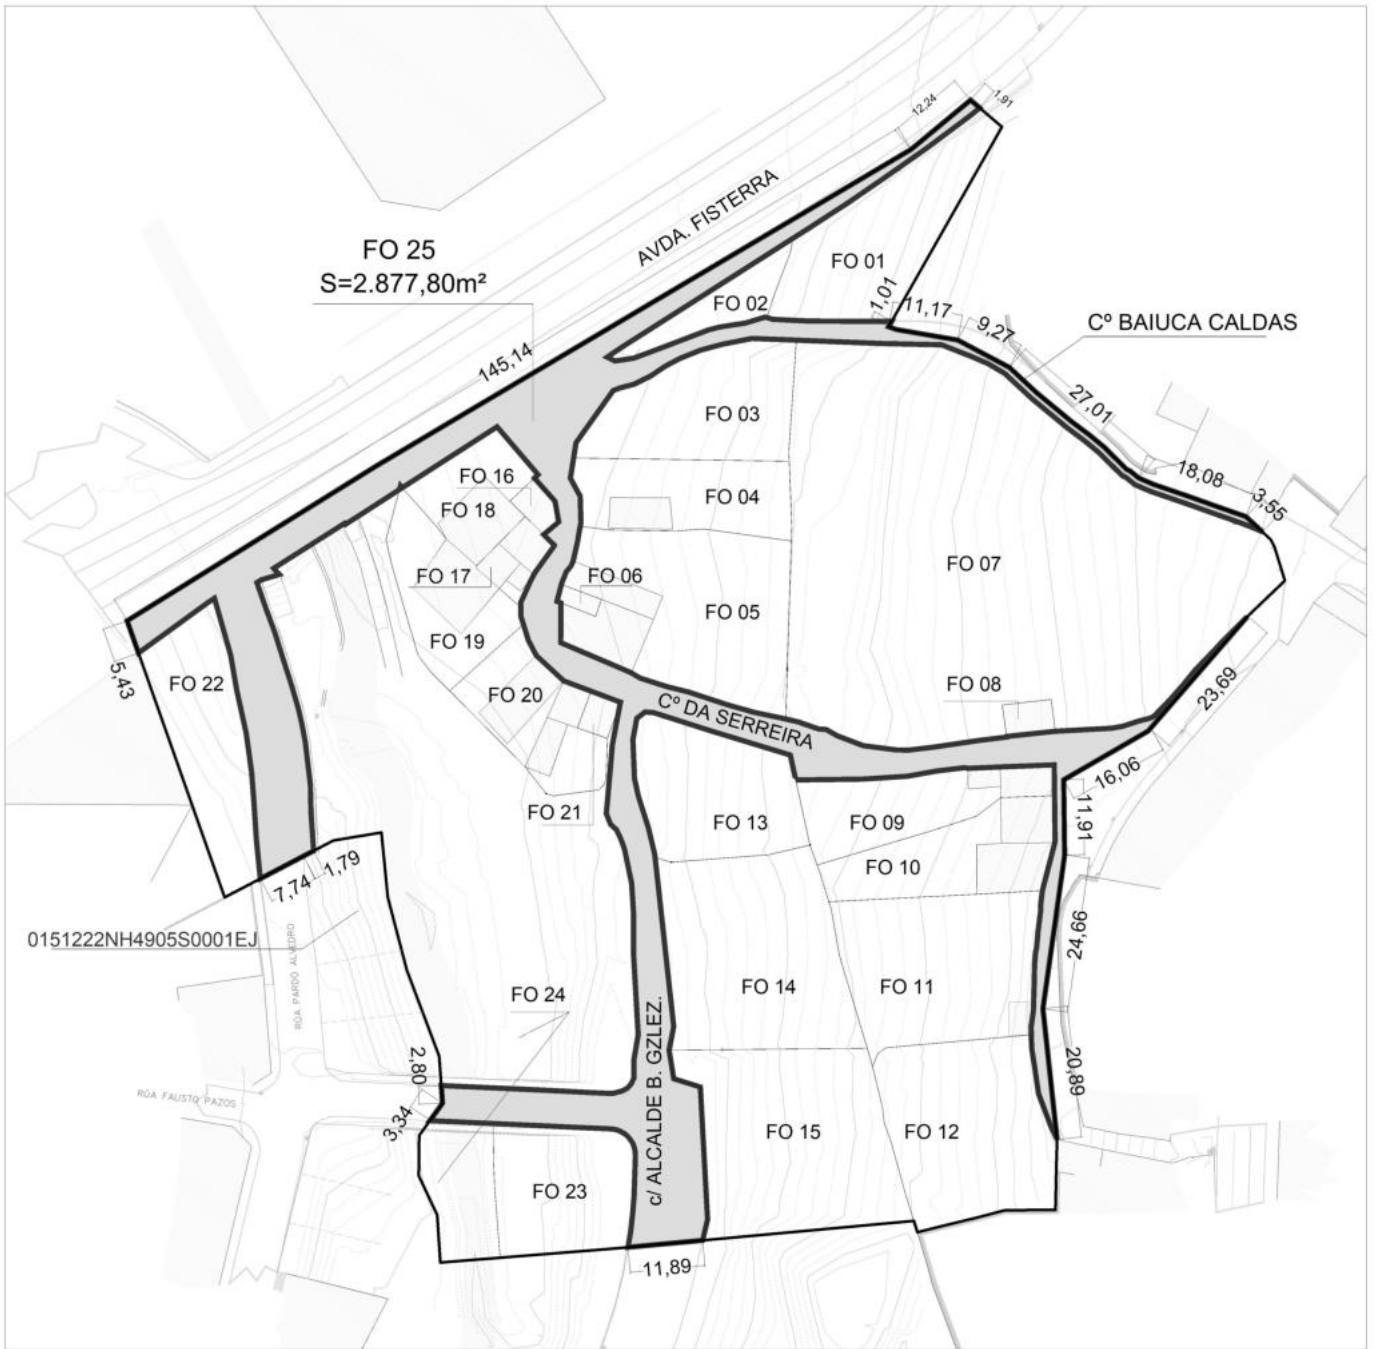 12,24
1,91
AVDA. FISTERRA
FO 25
S=2.877,80m²
FO 01
FO 02
1,01
11,17
9,27
Cº BAIUCA CALDAS
145,14
27,01
FO 03
18,08
3,55
FO 16
FO 04
FO 18
FO 07
FO 17
FO 06
FO 05
FO 19
5,43
FO 22
FO 20
FO 08
23,69
Cº DA SERREIRA
16,06
11,91
FO 21
FO 13
FO 09
FO 10
7,74
1,79
24,66
0151222NH4905S0001EJ
RÚA PARDO ALVEDRO
FO 24
FO 14
FO 11
c/ ALCALDE B. GZLEZ.
2,80
20,89
RÚA FAUSTO PAZOS
3,34
FO 15
FO 12
FO 23
11,89